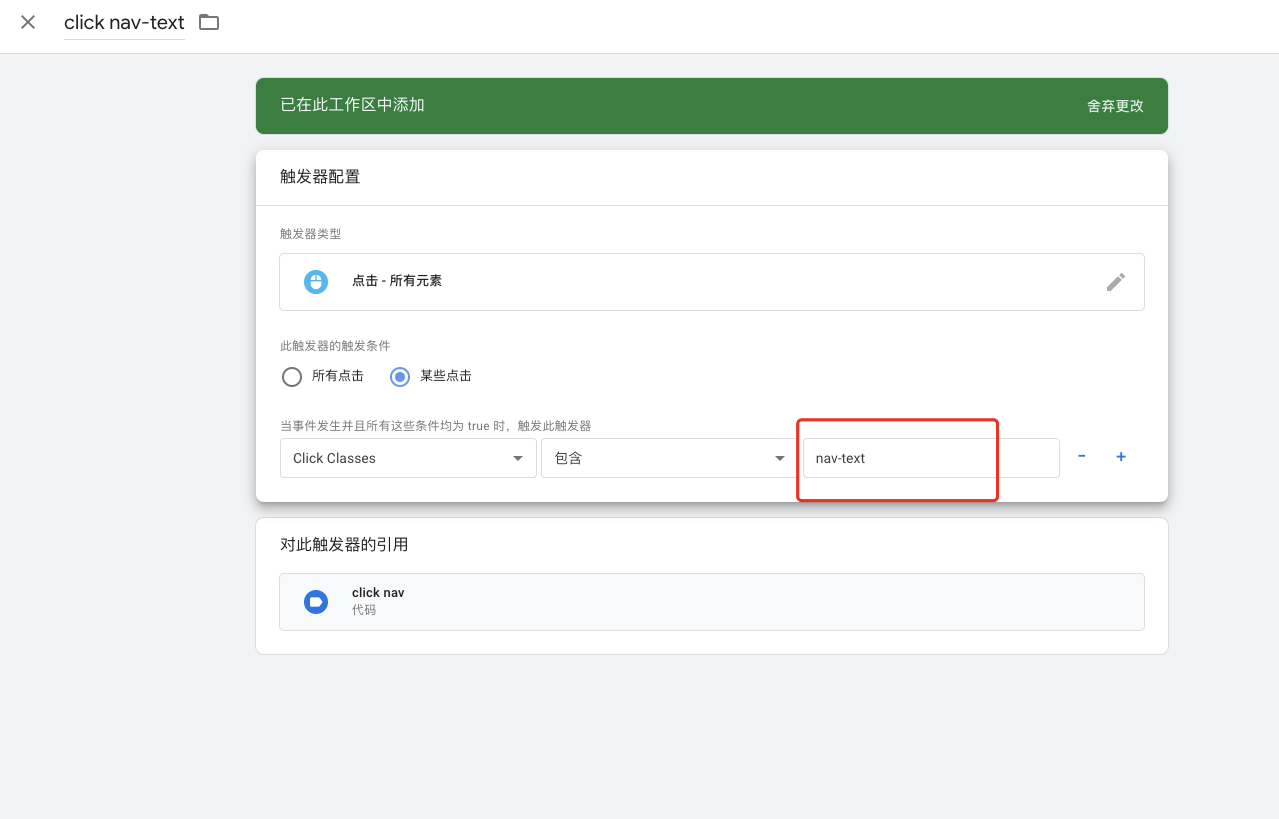 click nav-text
已在此工作区中添加
舍弃更改
触发器配置
触发器类型
点击 - 所有元素
此触发器的触发条件
所有点击
某些点击
当事件发生并且所有这些条件均为 true 时，触发此触发器
Click Classes
包含
nav-text
-
+
对此触发器的引用
click nav
代码